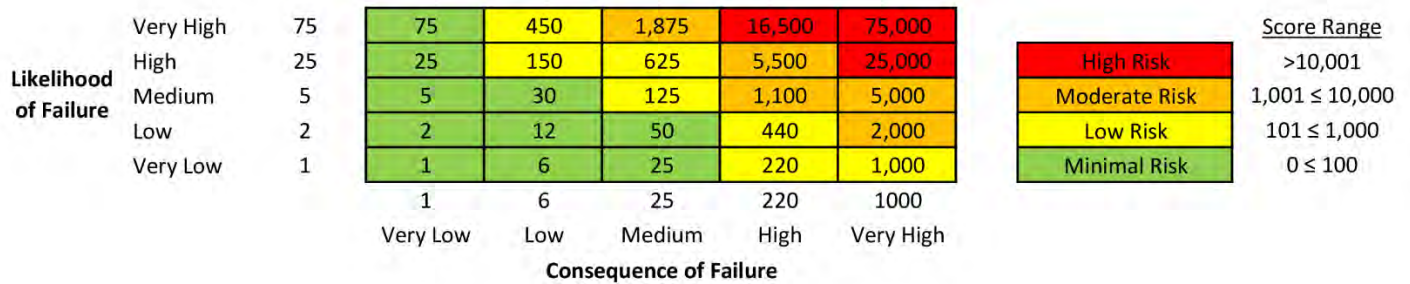 Very High 75 75 450 1,875 16,500 75,000 Score Range
High 25 25 150 625 5,500 25,000 High Risk >10,001
Likelihood of Failure
Medium 5 5 30 125 1,100 5,000 Moderate Risk 1,001 ≤ 10,000
Low 2 2 12 50 440 2,000 Low Risk 101 ≤ 1,000
Very Low 1 1 6 25 220 1,000 Minimal Risk 0 ≤ 100
1 6 25 220 1000
Very Low Low Medium High Very High
Consequence of Failure